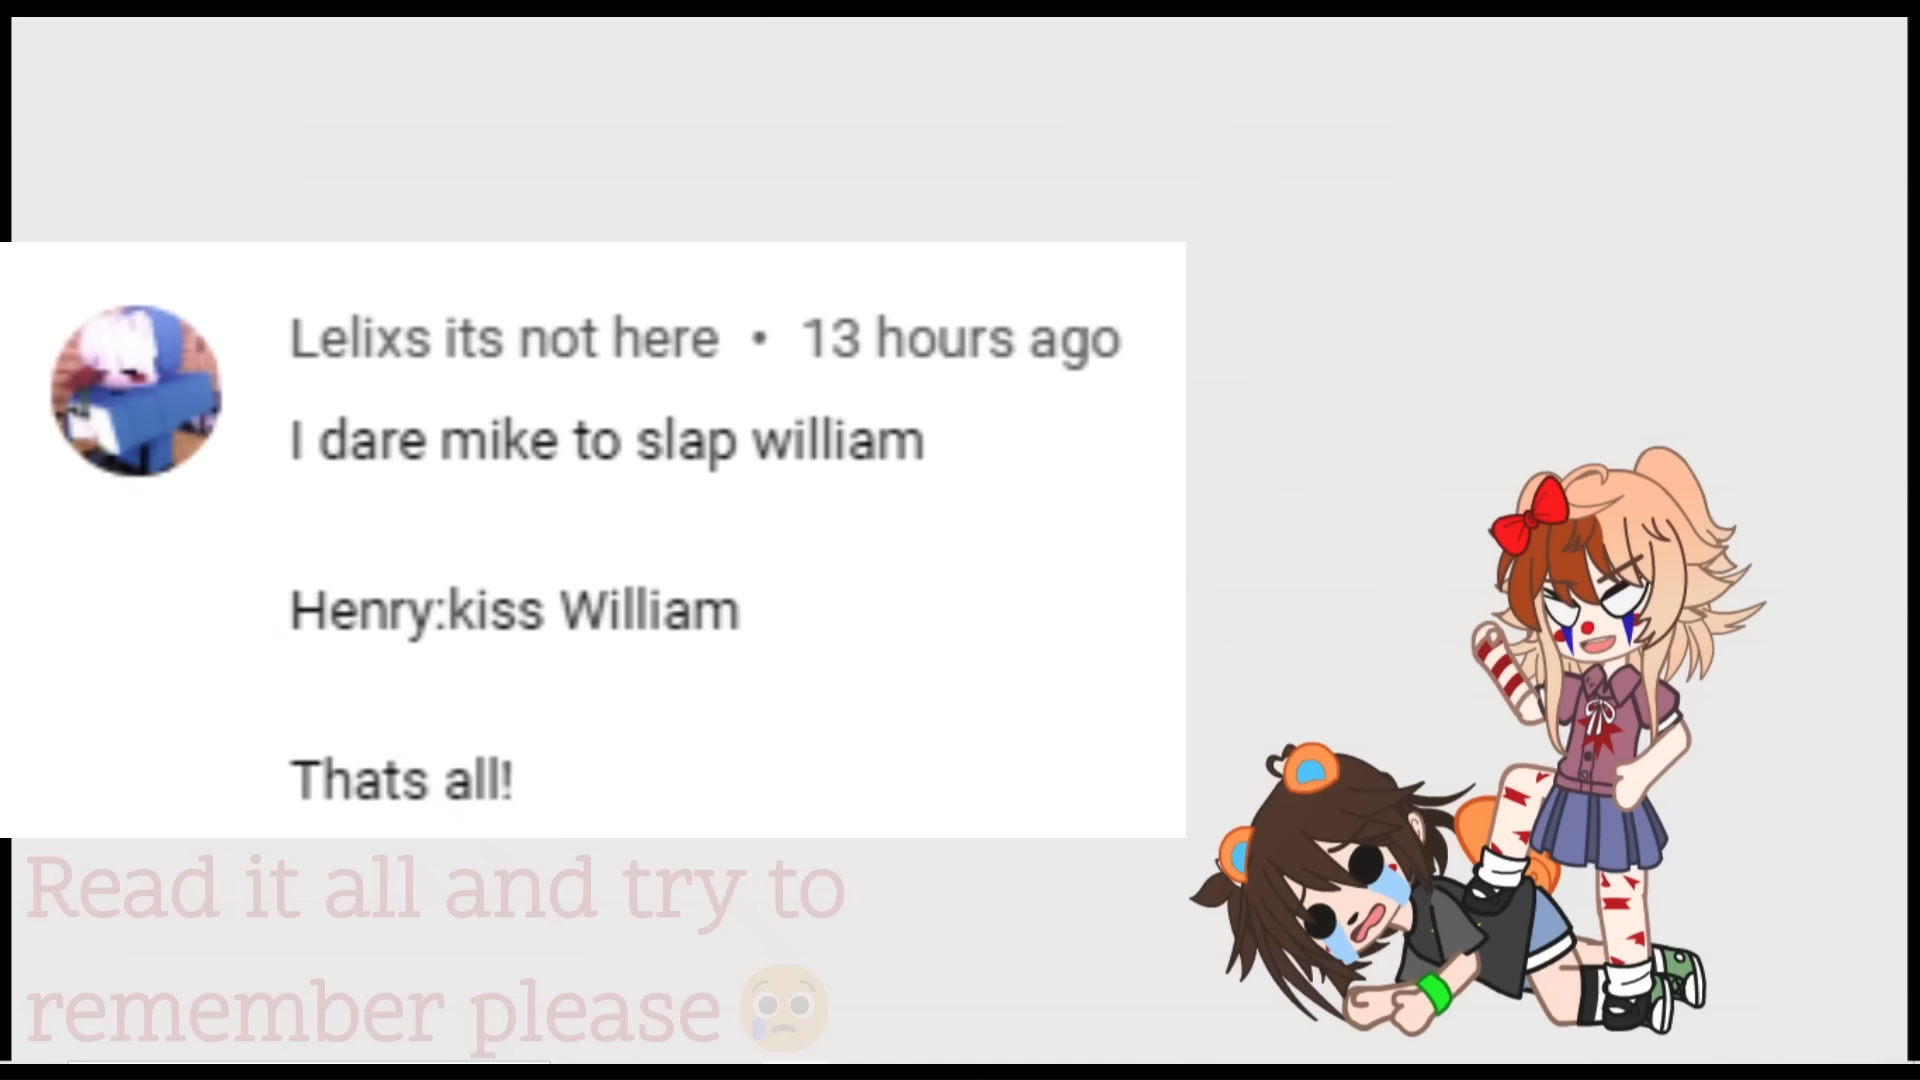 Lelixs its not here • 13 hours ago
I dare mike to slap william
Henry:kiss William
Thats all!
Read it all and try to
remember please 😢